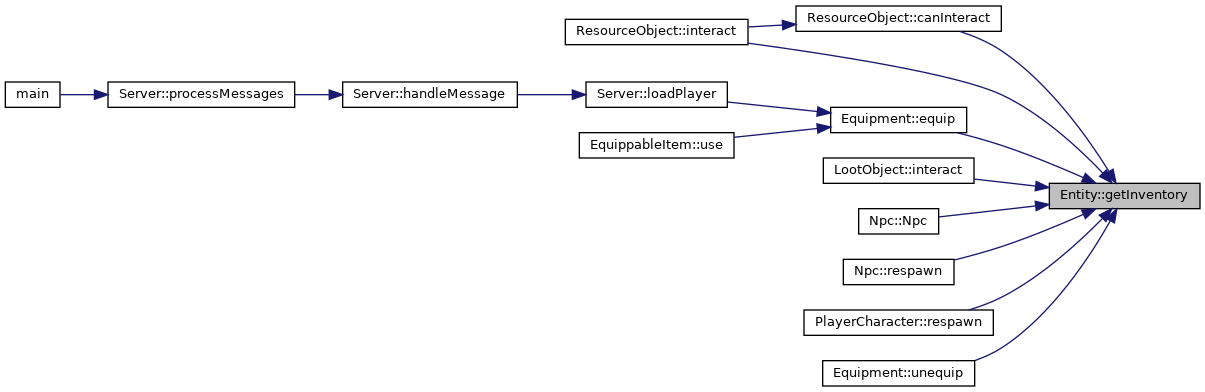 ResourceObject::canInteract
ResourceObject::interact
main
Server::processMessages
Server::handleMessage
Server::loadPlayer
Equipment::equip
EquippableItem::use
LootObject::interact
Entity::getInventory
Npc::Npc
Npc::respawn
PlayerCharacter::respawn
Equipment::unequip